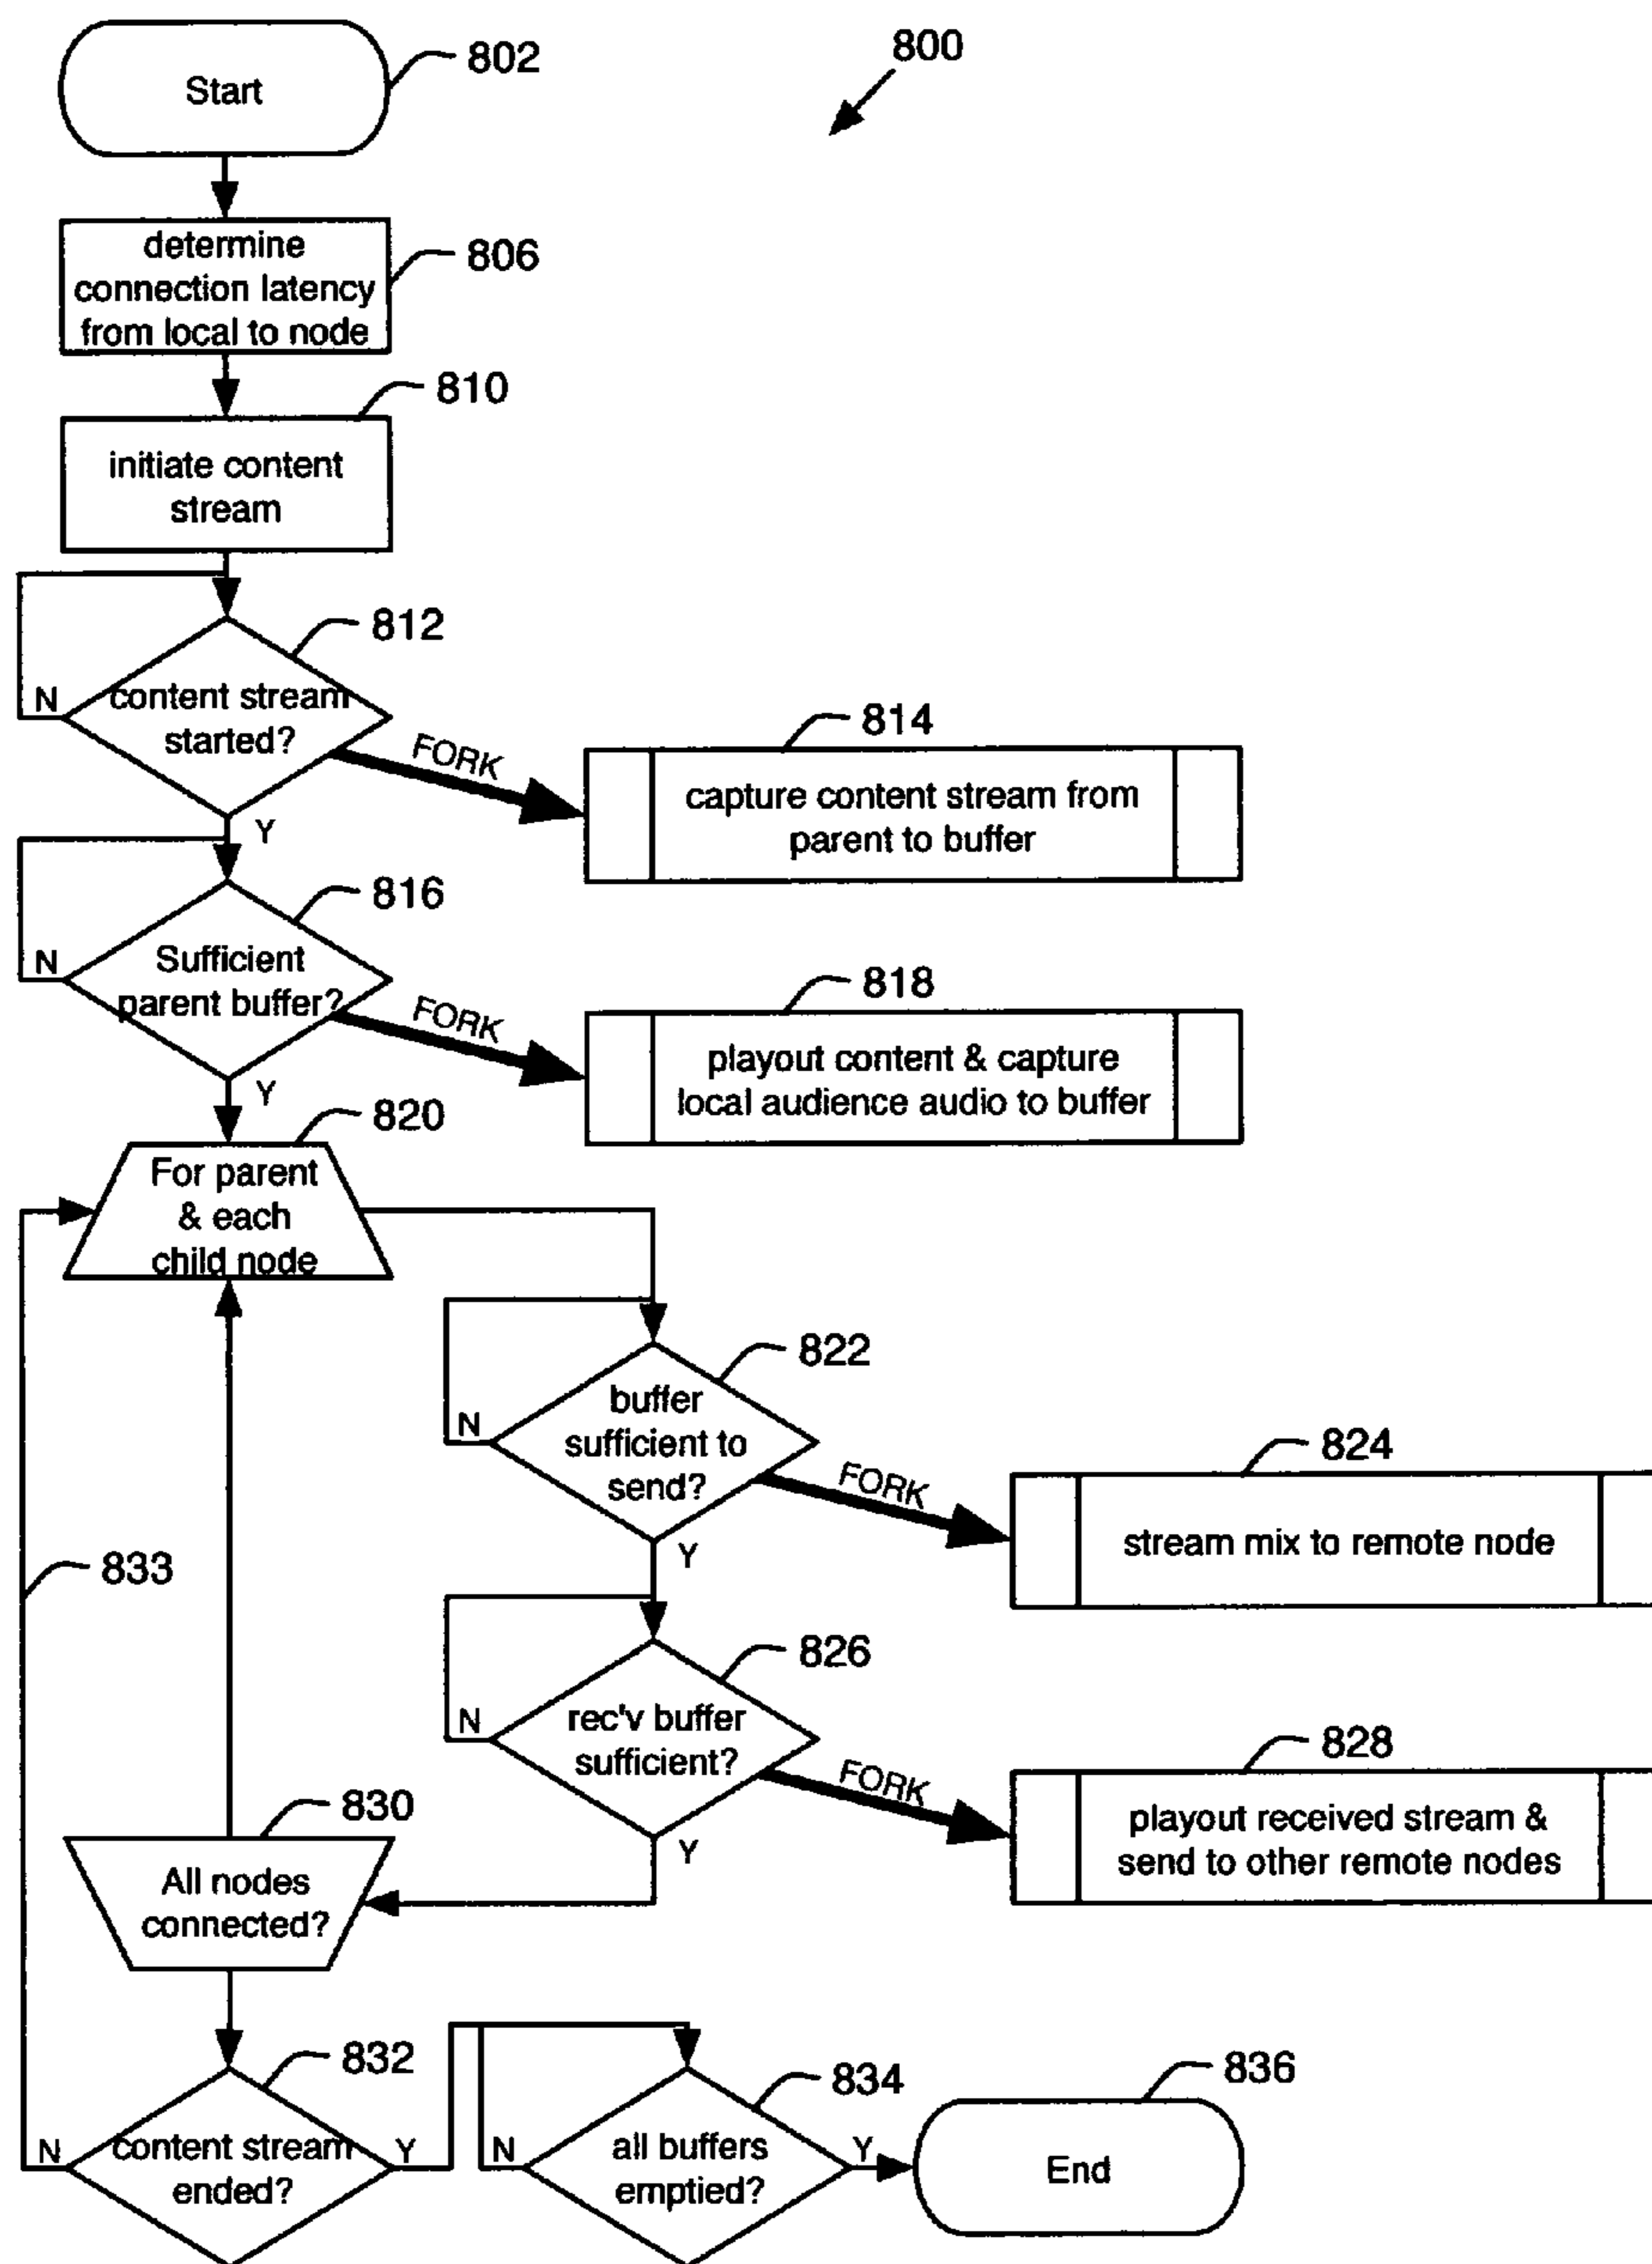 800
Start
802
determine
connection latency
from local to node
806
810
initiate content
stream
812
content stream
started?
N
Y
FORK
814
capture content stream from
parent to buffer
816
Sufficient
parent buffer?
N
Y
FORK
818
playout content & capture
local audience audio to buffer
820
For parent
& each
child node
822
buffer
sufficient to
send?
N
Y
FORK
824
stream mix to remote node
833
826
rec'v buffer
sufficient?
N
Y
FORK
828
playout received stream &
send to other remote nodes
830
All nodes
connected?
832
content stream
ended?
N
Y
834
all buffers
emptied?
N
Y
836
End